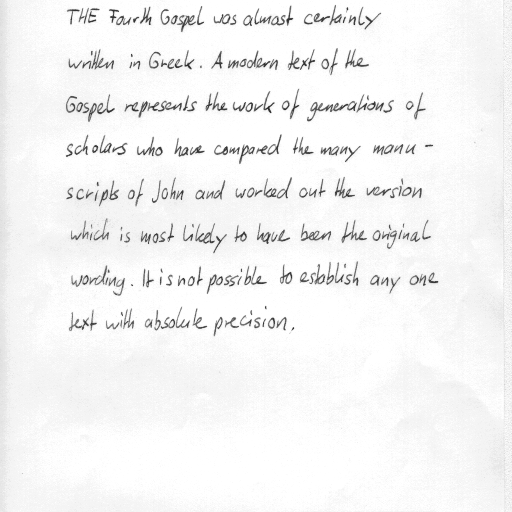 THE Fourth Gospel was almost certainly
written in Greek. A modern text of the
Gospel represents the work of generations of
scholars who have compared the many manu-
scripts of John and worked out the version
which is most likely to have been the original
wording. It is not possible to establish any one
text with absolute precision.